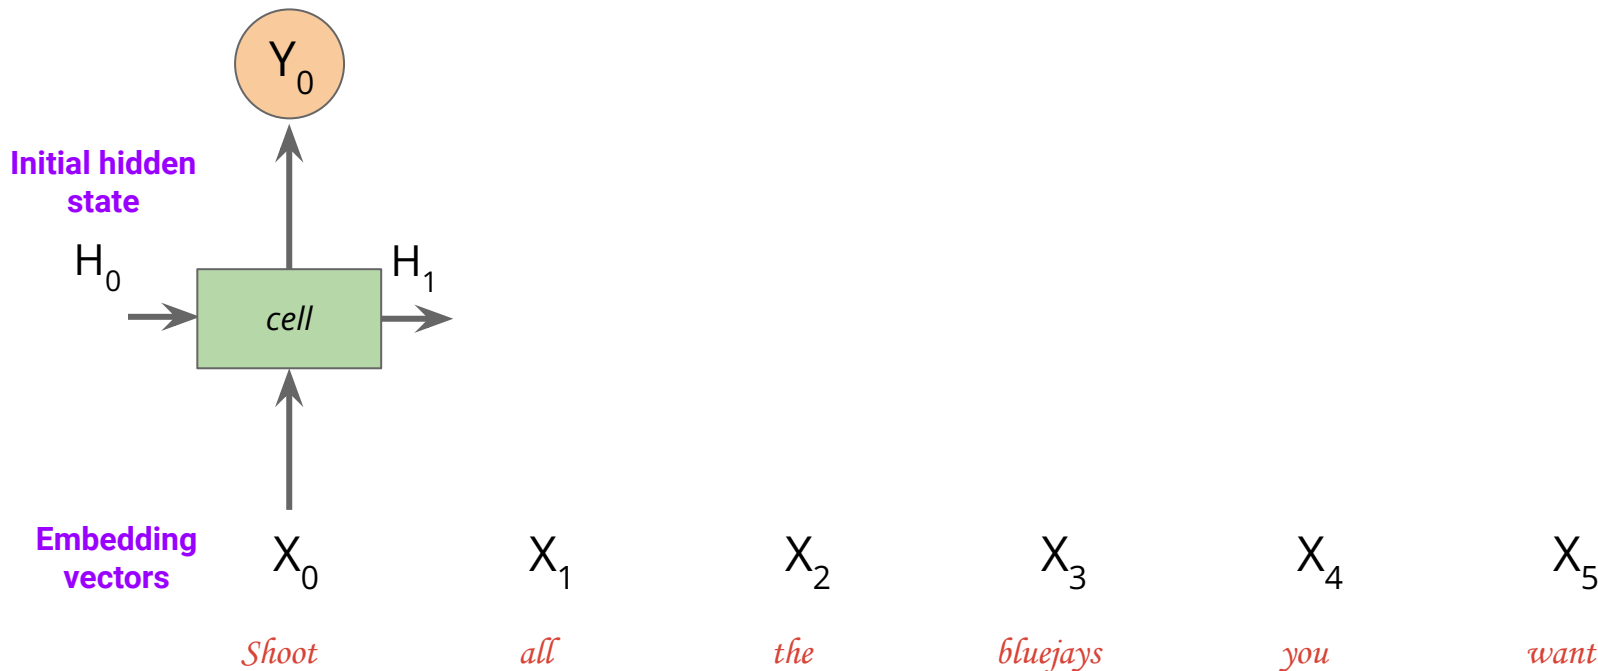 Y0
Initial hidden
state
H0
H1
cell
Embedding
vectors
X0 X1 X2 X3 X4 X5
Shoot all the bluejays you want